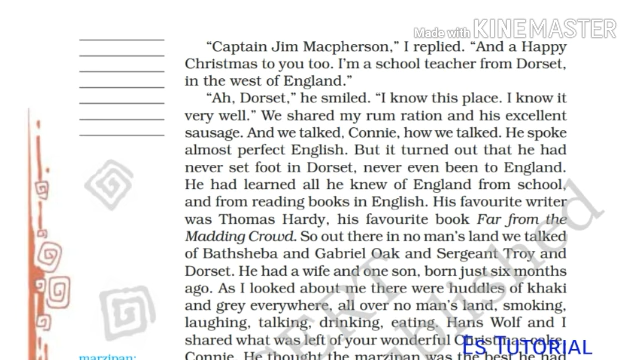 Made with KINEMASTER
“Captain Jim Macpherson,” I replied. “And a Happy
Christmas to you too. I’m a school teacher from Dorset,
in the west of England.”
“Ah, Dorset,” he smiled. “I know this place. I know it
very well.” We shared my rum ration and his excellent
sausage. And we talked, Connie, how we talked. He spoke
almost perfect English. But it turned out that he had
never set foot in Dorset, never even been to England.
He had learned all he knew of England from school,
and from reading books in English. His favourite writer
was Thomas Hardy, his favourite book Far from the
Madding Crowd. So out there in no man’s land we talked
of Bathsheba and Gabriel Oak and Sergeant Troy and
Dorset. He had a wife and one son, born just six months
ago. As I looked about me there were huddles of khaki
and grey everywhere, all over no man’s land, smoking,
laughing, talking, drinking, eating. Hans Wolf and I
shared what was left of your wonderful Christmas cake,
Connie. He thought the marzipan was the best he had
marzipan:
ES TUTORIAL